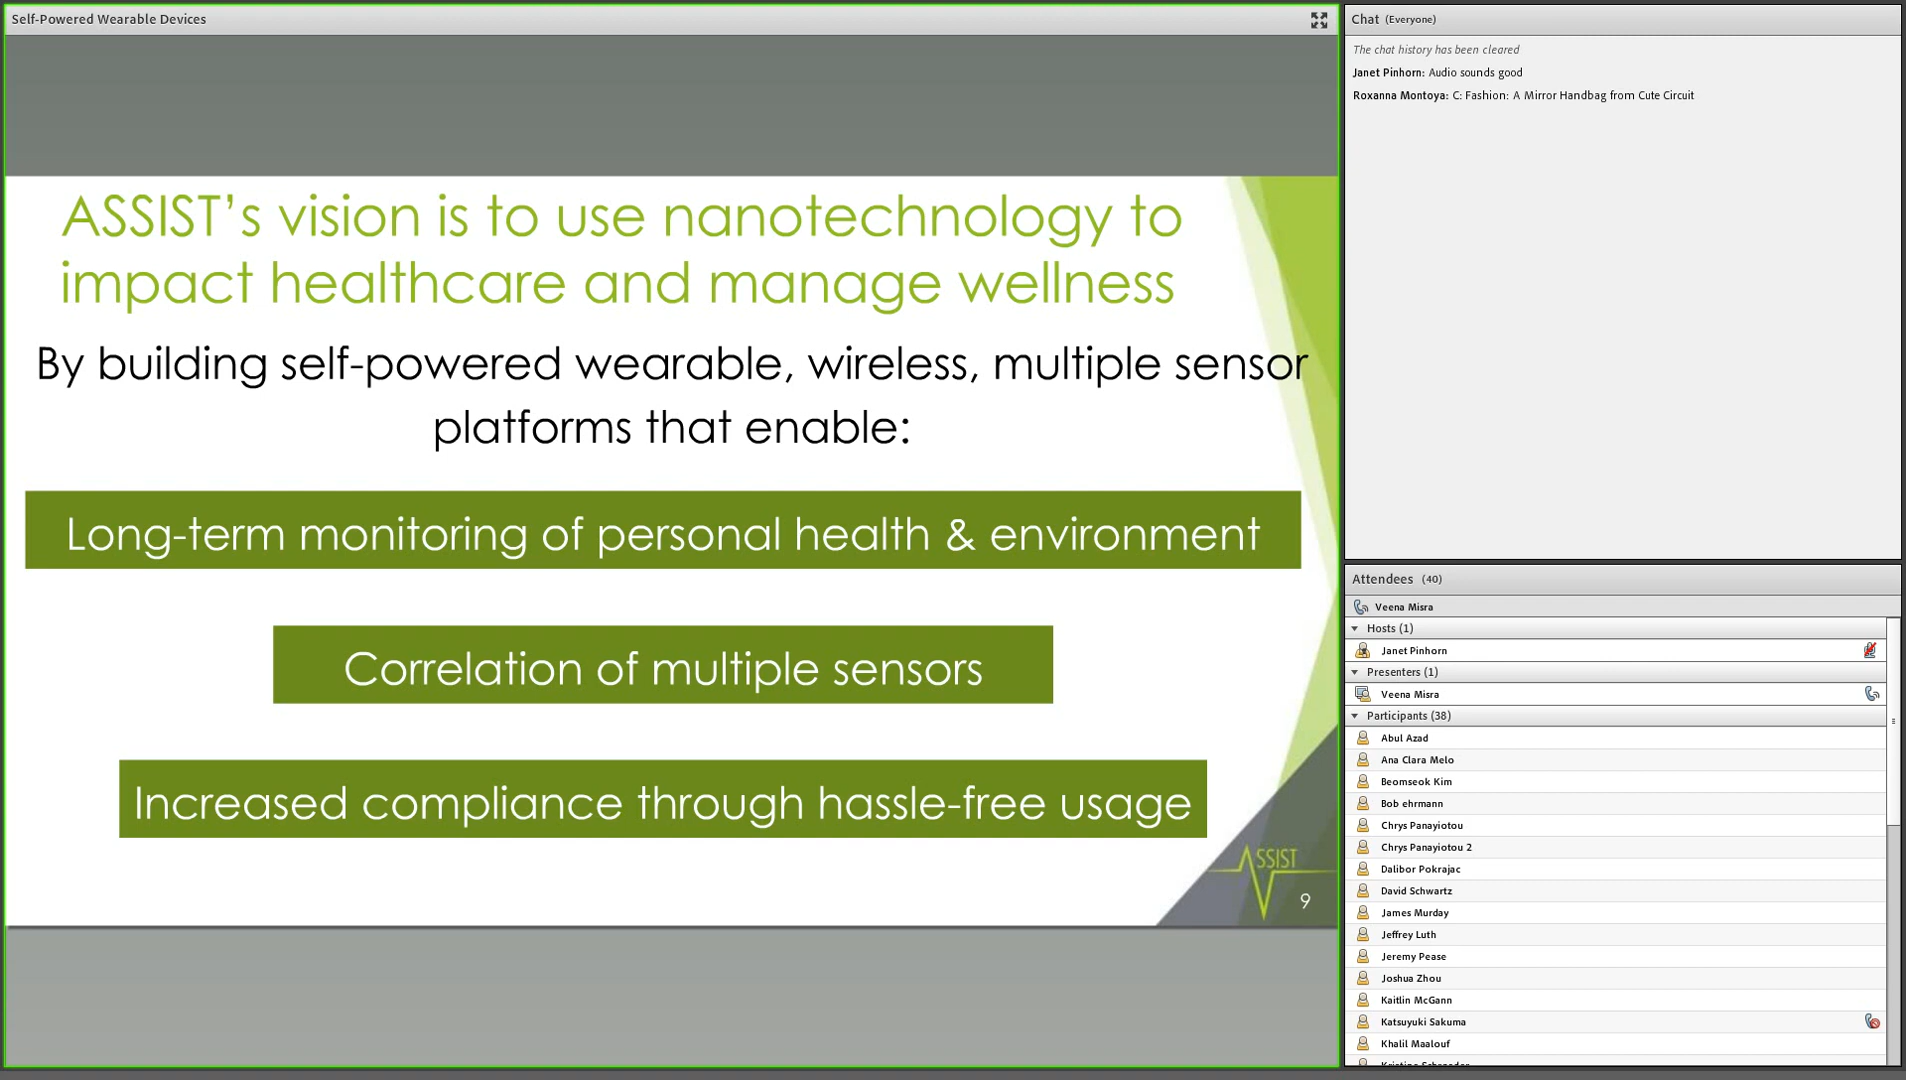 Self-Powered Wearable Devices
ASSIST’s vision is to use nanotechnology to
impact healthcare and manage wellness
By building self-powered wearable, wireless, multiple sensor
platforms that enable:
Long-term monitoring of personal health & environment
Correlation of multiple sensors
Increased compliance through hassle-free usage
ASSIST
9
Chat (Everyone)
The chat history has been cleared
Janet Pinhorn: Audio sounds good
Roxanna Montoya: C: Fashion: A Mirror Handbag from Cute Circuit
Attendees (40)
Veena Misra
Hosts (1)
Janet Pinhorn
Presenters (1)
Veena Misra
Participants (38)
Abul Azad
Ana Clara Melo
Beomseok Kim
Bob ehrmann
Chrys Panayiotou
Chrys Panayiotou 2
Dalibor Pokrajac
David Schwartz
James Murday
Jeffrey Luth
Jeremy Pease
Joshua Zhou
Kaitlin McGann
Katsuyuki Sakuma
Khalil Maalouf